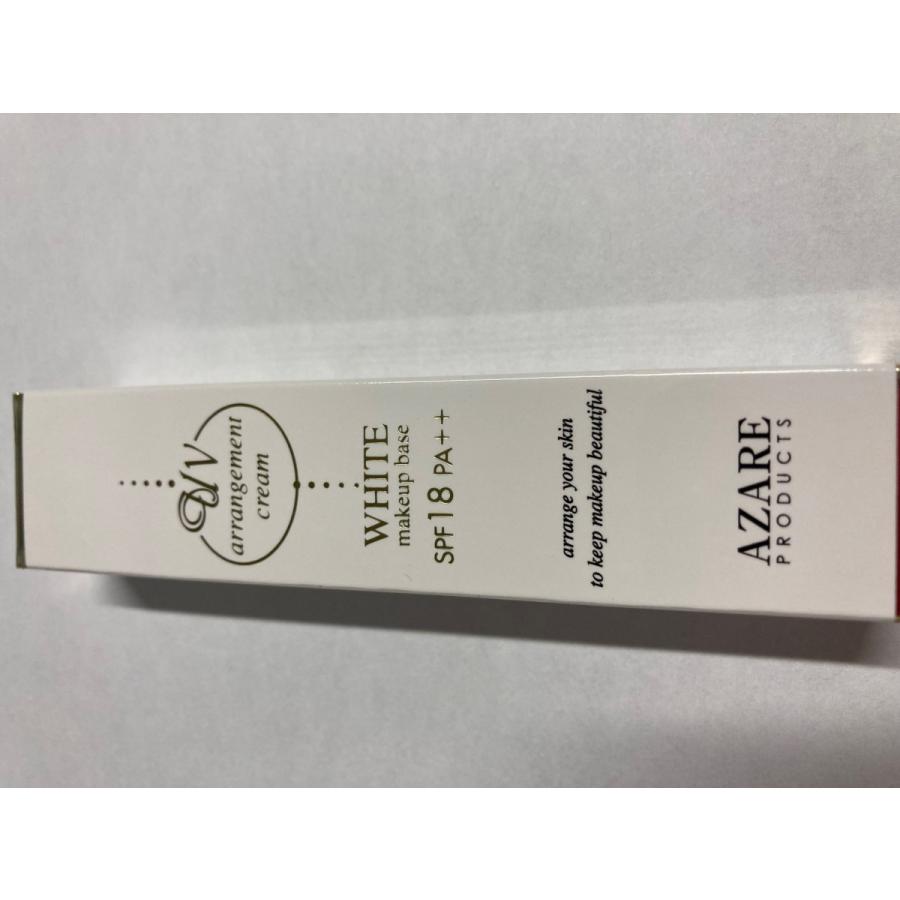 UV
arrangement
cream
WHITE
makeup base
SPF18 PA++
arrange your skin
to keep makeup beautiful
AZARE
PRODUCTS